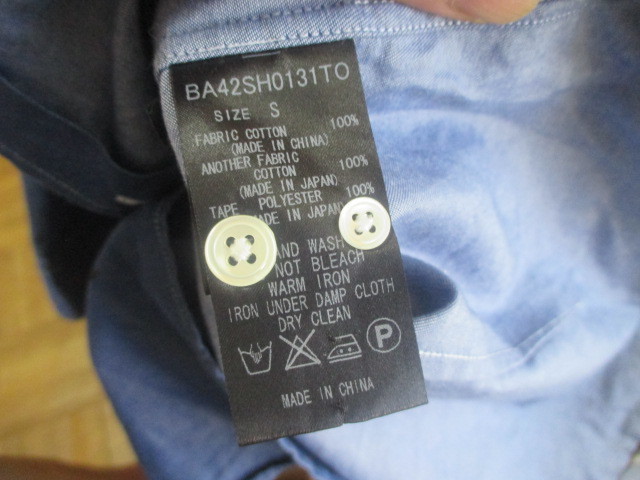 BA42SH0131TO
SIZE S
FABRIC COTTON 100%
(MADE IN CHINA)
ANOTHER FABRIC
COTTON 100%
(MADE IN JAPAN)
TAPE POLYESTER 100%
MADE IN JAPAN)
AND WASH
NOT BLEACH
WARM IRON
IRON UNDER DAMP CLOTH
DRY CLEAN
P
MADE IN CHINA